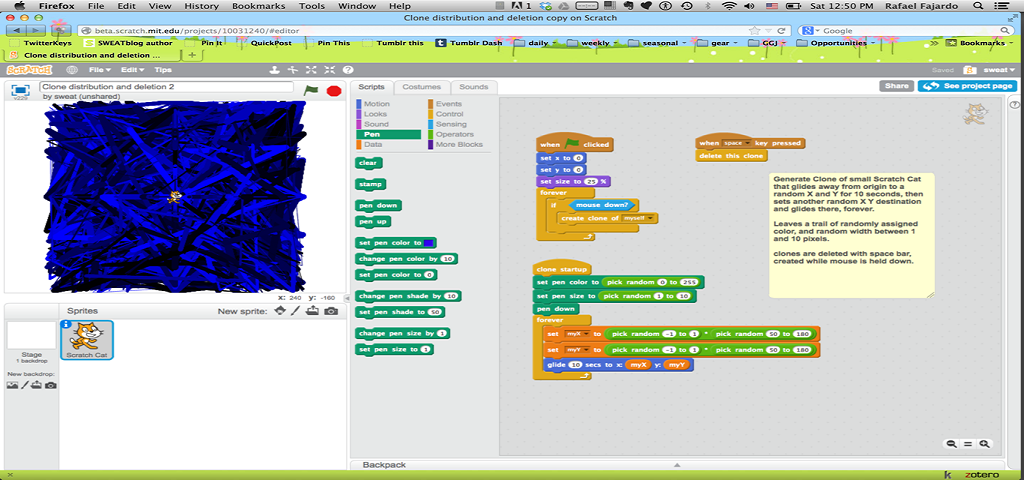 Firefox File Edit View History Bookmarks Tools Window Help
Sat 12:50 PM Rafael Fajardo
Clone distribution and deletion copy on Scratch
beta.scratch.mit.edu/projects/10031240/#editor
Google
TwitterKeys SWEATblog author Pin It QuickPost Pin This Tumblr this Tumblr Dash daily weekly seasonal gear GGJ Opportunities Bookmarks
Clone distribution and deletion ...
SCRATCH File Edit Tips
Saved sweat
Clone distribution and deletion 2
by sweat (unshared)
Scripts Costumes Sounds
Share See project page
Motion Events
Looks Control
Sound Sensing
Pen Operators
Data More Blocks
clear
stamp
pen down
pen up
set pen color to
change pen color by 10
set pen color to 0
change pen shade by 10
set pen shade to 50
change pen size by 1
set pen size to 1
when clicked
set x to 0
set y to 0
set size to 25 %
forever
if mouse down?
create clone of myself
when space key pressed
delete this clone
Generate Clone of small Scratch Cat
that glides away from origin to a
random X and Y for 10 seconds, then
sets another random X Y destination
and glides there, forever.
Leaves a trail of randomly assigned
color, and random width between 1
and 10 pixels.
clones are deleted with space bar,
created while mouse is held down.
clone startup
set pen color to pick random 0 to 255
set pen size to pick random 1 to 10
pen down
forever
set myX to pick random -1 to 1 * pick random 50 to 180
set myY to pick random -1 to 1 * pick random 50 to 180
glide 10 secs to x: myX y: myY
x: 240 y: -160
Sprites New sprite:
Stage
1 backdrop
New backdrop:
Scratch Cat
Backpack
zotero